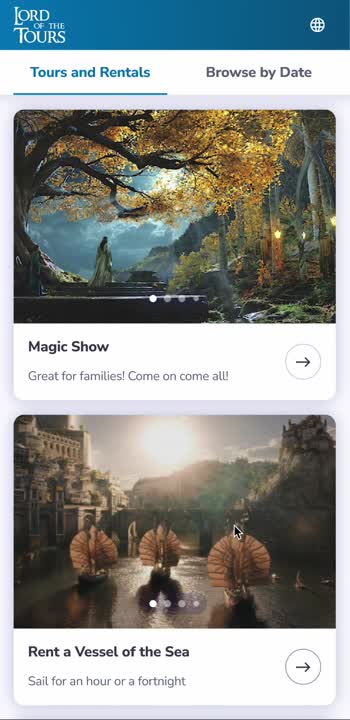 LORD
OF THE
TOURS
Tours and Rentals
Browse by Date
Magic Show
Great for families! Come on come all!
Rent a Vessel of the Sea
Sail for an hour or a fortnight